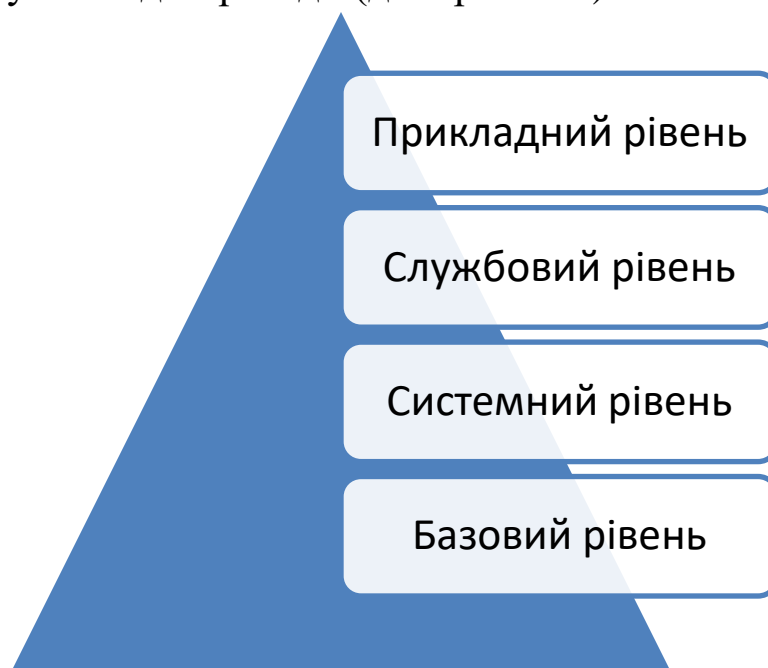 Прикладний рівень
Службовий рівень
Системний рівень
Базовий рівень